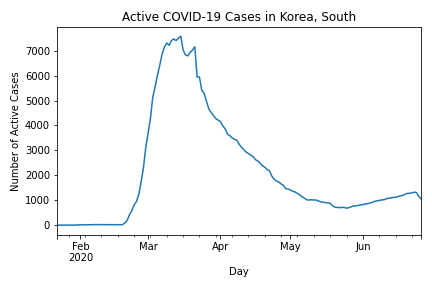 Active COVID-19 Cases in Korea, South
Number of Active Cases
7000
6000
5000
4000
3000
2000
1000
0
Feb Mar Apr May Jun
2020
Day